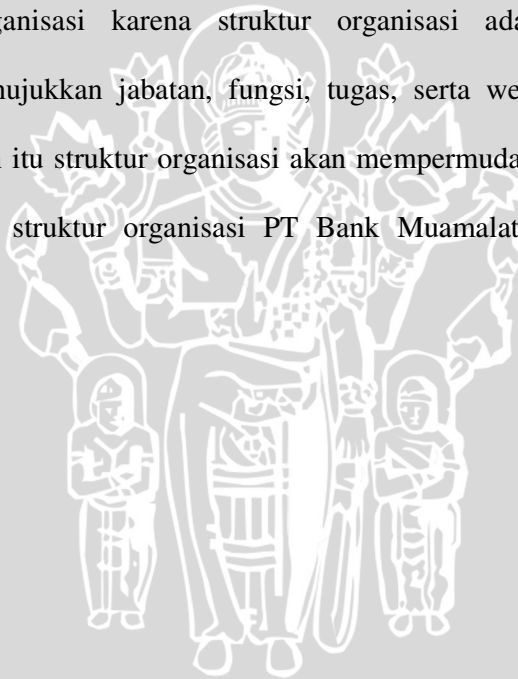 ganisasi karena struktur organisasi ada
nujukkan jabatan, fungsi, tugas, serta we
itu struktur organisasi akan mempermuda
struktur organisasi PT Bank Muamalat